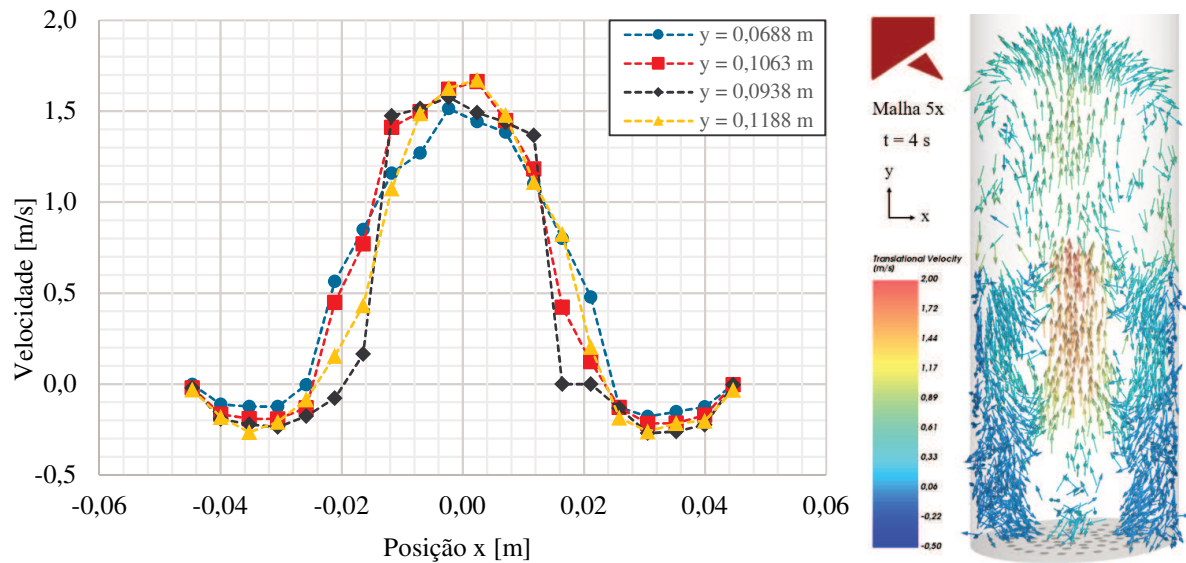 2,0
1,5
1,0
0,5
0,0
-0,5
Velocidade [m/s]
-0,06
-0,04
-0,02
0,00
0,02
0,04
0,06
Posição x [m]
y = 0,0688 m
y = 0,1063 m
y = 0,0938 m
y = 0,1188 m
Malha 5x
t = 4 s
y
x
Translational Velocity
(m/s)
2,00
1,72
1,44
1,17
0,89
0,61
0,33
0,06
-0,22
-0,50